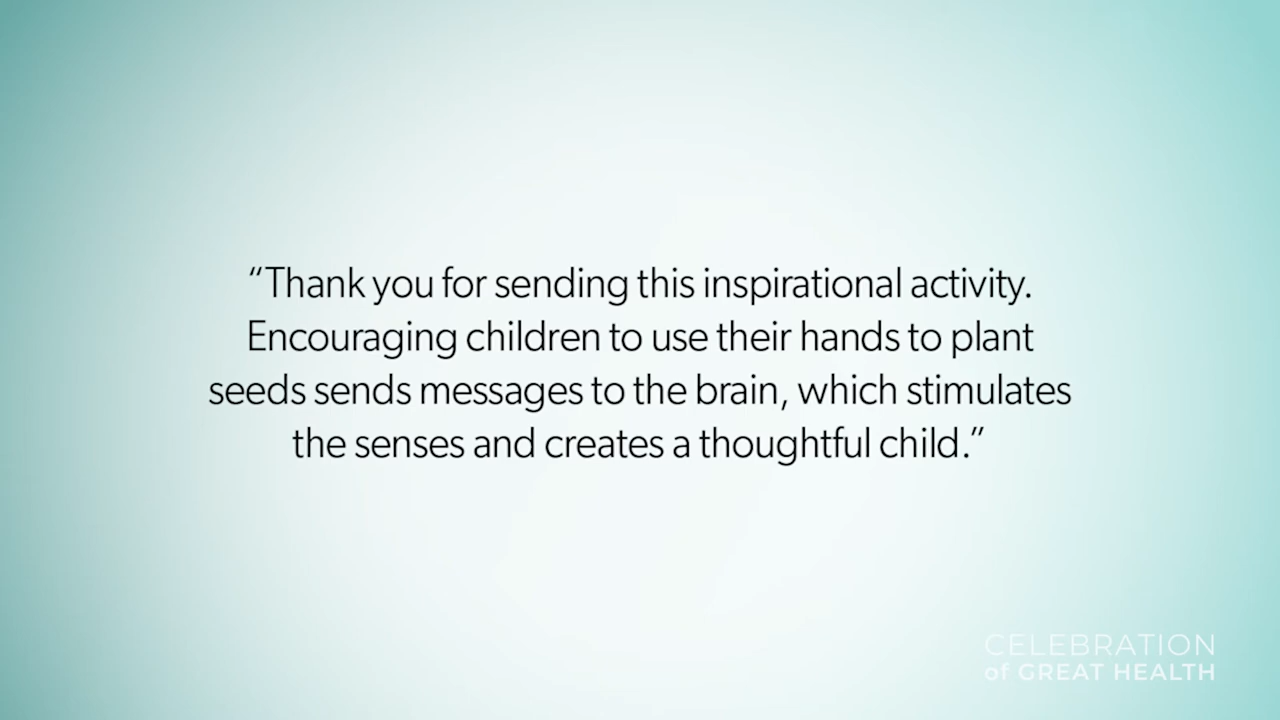 “Thank you for sending this inspirational activity.
Encouraging children to use their hands to plant
seeds sends messages to the brain, which stimulates
the senses and creates a thoughtful child.”
CELEBRATION
of GREAT HEALTH